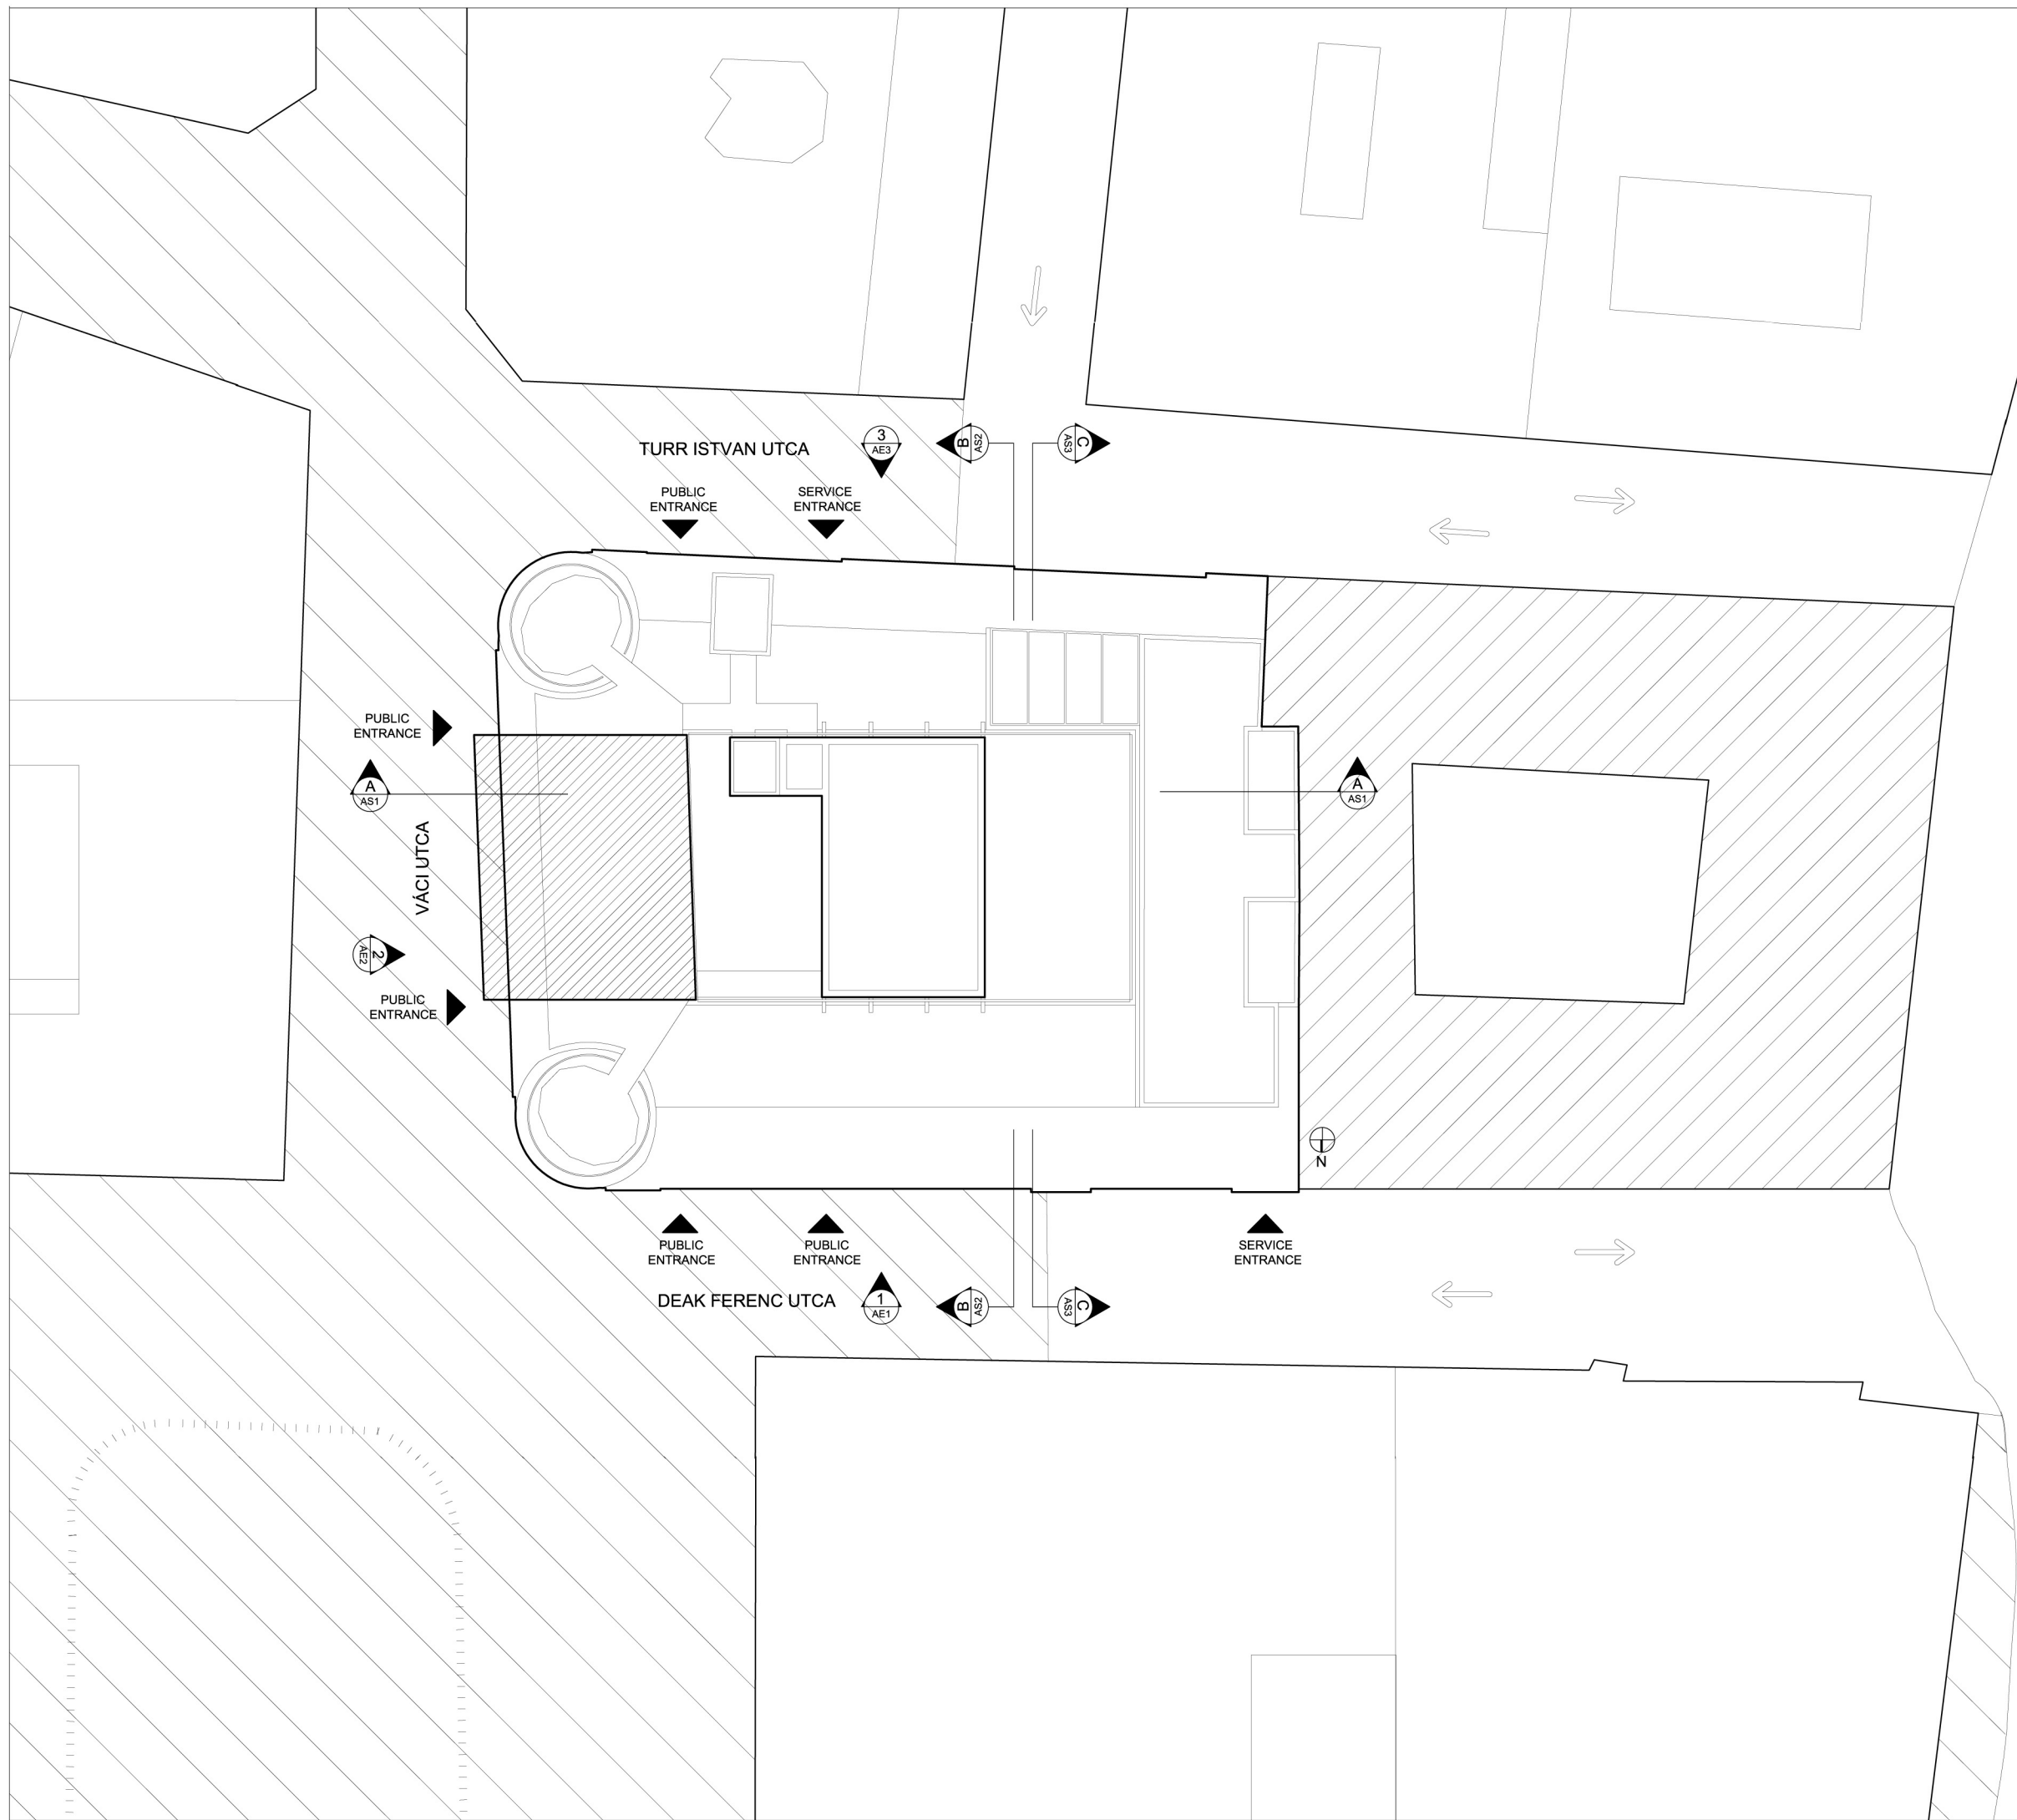 TURR ISTVAN UTCA
3
AE3
B
AS2
C
AS3
PUBLIC
ENTRANCE
SERVICE
ENTRANCE
PUBLIC
ENTRANCE
A
AS1
A
AS1
VÁCI UTCA
2
AE2
PUBLIC
ENTRANCE
N
PUBLIC
ENTRANCE
PUBLIC
ENTRANCE
SERVICE
ENTRANCE
DEAK FERENC UTCA
1
AE1
B
AS2
C
AS3